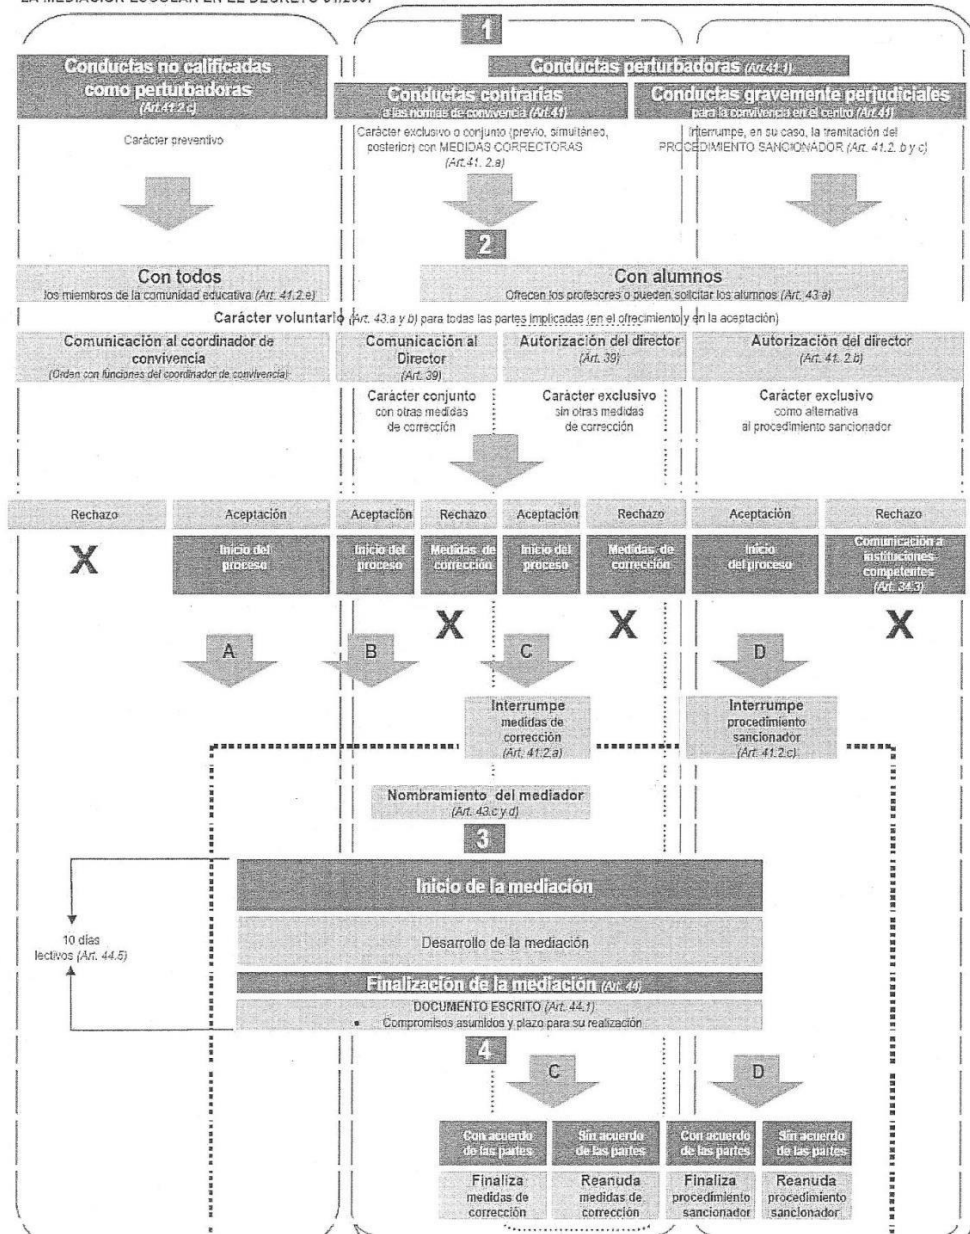 LA MEDIACIÓN ESCOLAR EN EL DECRETO 51/2007
1
Conductas no calificadas
como perturbadoras
(Art.41.2.c)
Conductas perturbadoras (Art.41.1)
Conductas contrarias
a las normas de convivencia (Art.41)
Conductas gravemente perjudiciales
para la convivencia en el centro (Art.41)
Carácter preventivo
Carácter exclusivo o conjunto (previo, simultáneo,
posterior) con MEDIDAS CORRECTORAS
(Art.41. 2.a)
Interrumpe, en su caso, la tramitación del
PROCEDIMIENTO SANCIONADOR (Art. 41.2. b y c)
2
Con todos
los miembros de la comunidad educativa (Art. 41.2.e)
Con alumnos
Ofrecen los profesores o pueden solicitar los alumnos (Art. 43.a)
Carácter voluntario (Art. 43.a y b) para todas las partes implicadas (en el ofrecimiento y en la aceptación)
Comunicación al coordinador de
convivencia
(Orden con funciones del coordinador de convivencia)
Comunicación al
Director
(Art. 39)
Autorización del director
(Art. 39)
Autorización del director
(Art. 41. 2.b)
Carácter conjunto
con otras medidas
de corrección
Carácter exclusivo
sin otras medidas
de corrección
Carácter exclusivo
como alternativa
al procedimiento sancionador
Rechazo
Aceptación
Aceptación
Rechazo
Aceptación
Rechazo
Aceptación
Rechazo
X
Inicio del
proceso
Inicio del
proceso
Medidas de
corrección
Inicio del
proceso
Medidas de
corrección
Inicio
del proceso
Comunicación a
instituciones
competentes
(Art. 34.3)
X
X
X
A
B
C
D
Interrumpe
medidas de
corrección
(Art. 41.2.a)
Interrumpe
procedimiento
sancionador
(Art. 41.2.c)
Nombramiento del mediador
(Art. 43.c y d)
3
Inicio de la mediación
Desarrollo de la mediación
10 días
lectivos (Art. 44.5)
Finalización de la mediación (Art. 44)
DOCUMENTO ESCRITO (Art. 44.1)
• Compromisos asumidos y plazo para su realización
4
C
D
Con acuerdo
de las partes
Sin acuerdo
de las partes
Con acuerdo
de las partes
Sin acuerdo
de las partes
Finaliza
medidas de
corrección
Reanuda
medidas de
corrección
Finaliza
procedimiento
sancionador
Reanuda
procedimiento
sancionador